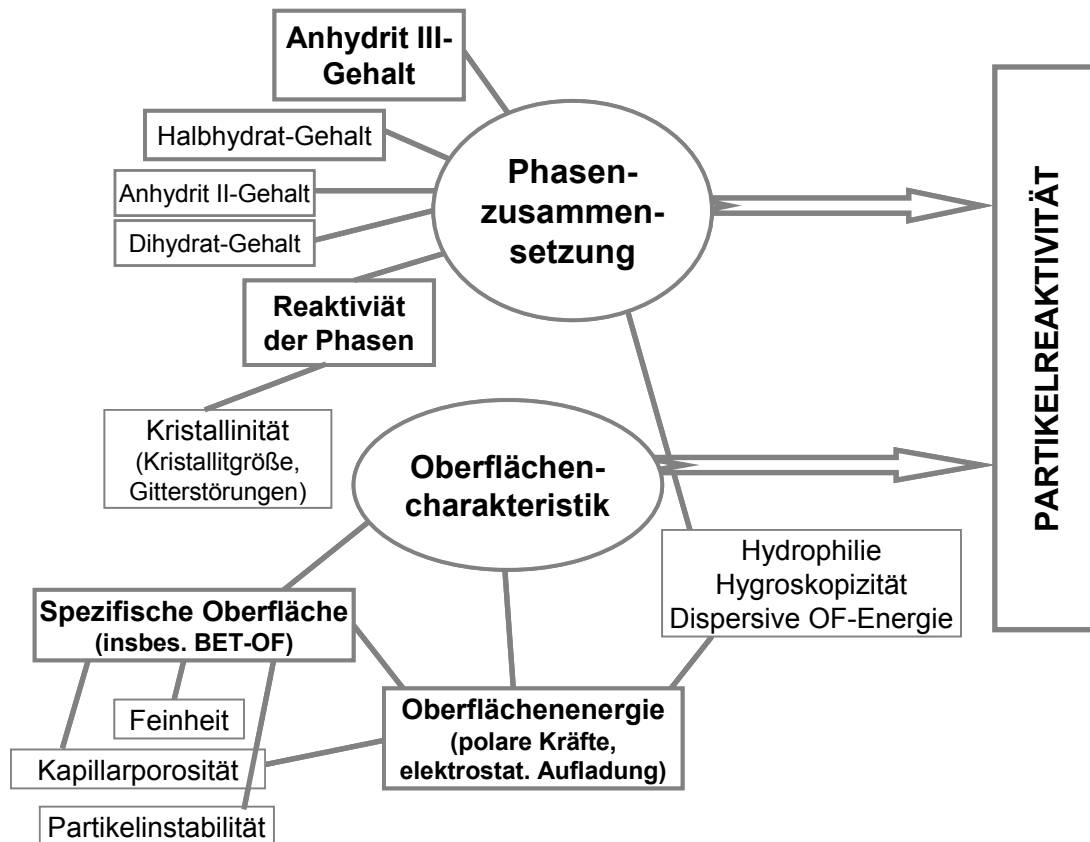 Anhydrit III-
Gehalt
Halbhydrat-Gehalt
Anhydrit II-Gehalt
Dihydrat-Gehalt
Reaktiviät
der Phasen
Kristallinität
(Kristallitgröße,
Gitterstörungen)
Phasen-
zusammen-
setzung
Oberflächen-
charakteristik
Spezifische Oberfläche
(insbes. BET-OF)
Feinheit
Kapillarporosität
Partikelinstabilität
Oberflächenenergie
(polare Kräfte,
elektrostat. Aufladung)
Hydrophilie
Hygroskopizität
Dispersive OF-Energie
PARTIKELREAKTIVITÄT